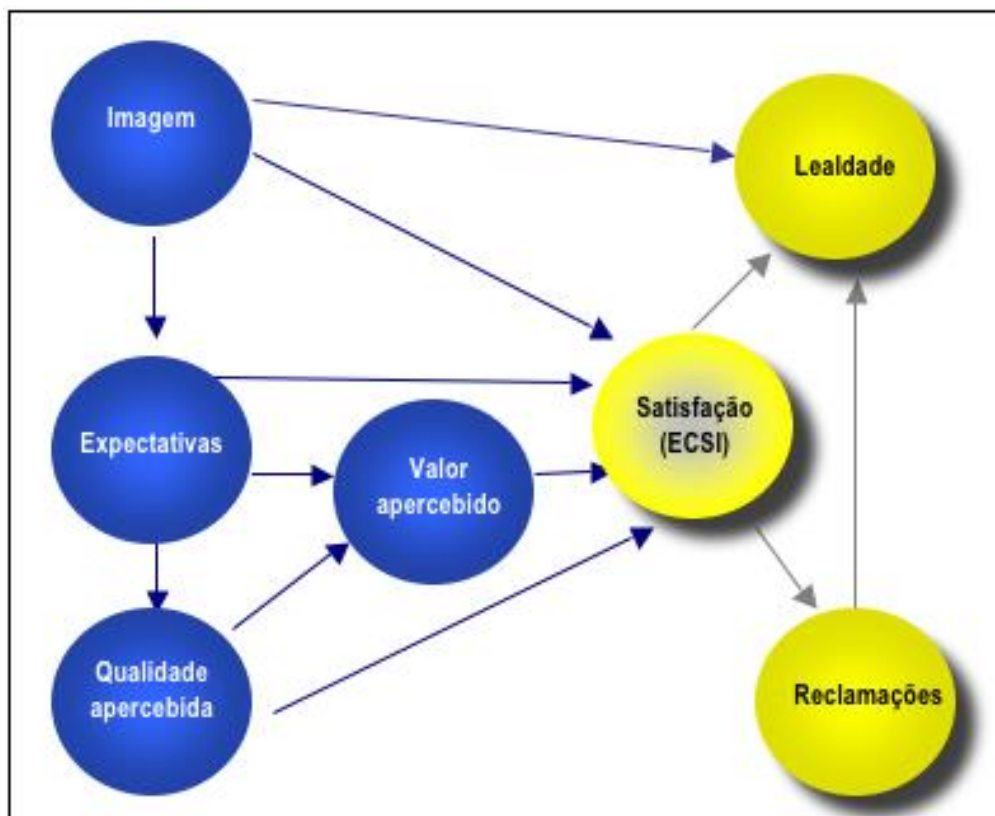 Imagem
Lealdade
Expectativas
Valor
apercebido
Satisfação
(ECSI)
Qualidade
apercebida
Reclamações